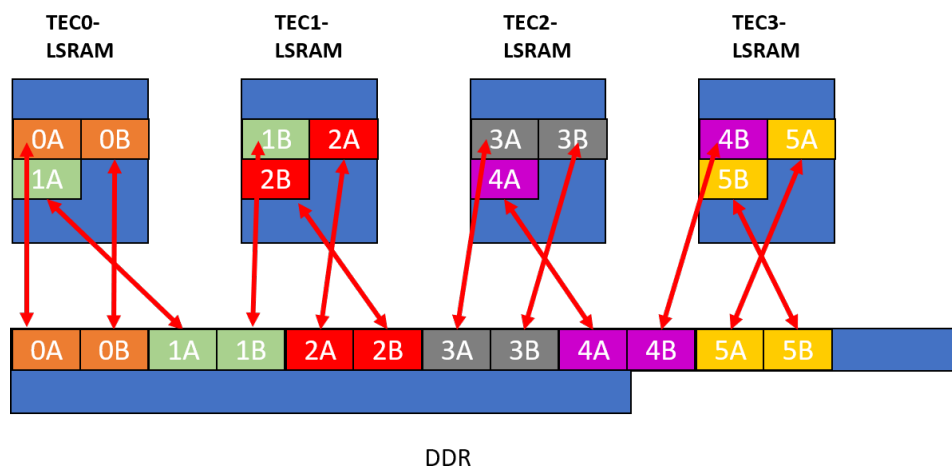 TEC0-
LSRAM
TEC1-
LSRAM
TEC2-
LSRAM
TEC3-
LSRAM
0A 0B 1B 2A 3A 3B 4B 5A
1A 2B 4A 5B
0A 0B 1A 1B 2A 2B 3A 3B 4A 4B 5A 5B
DDR